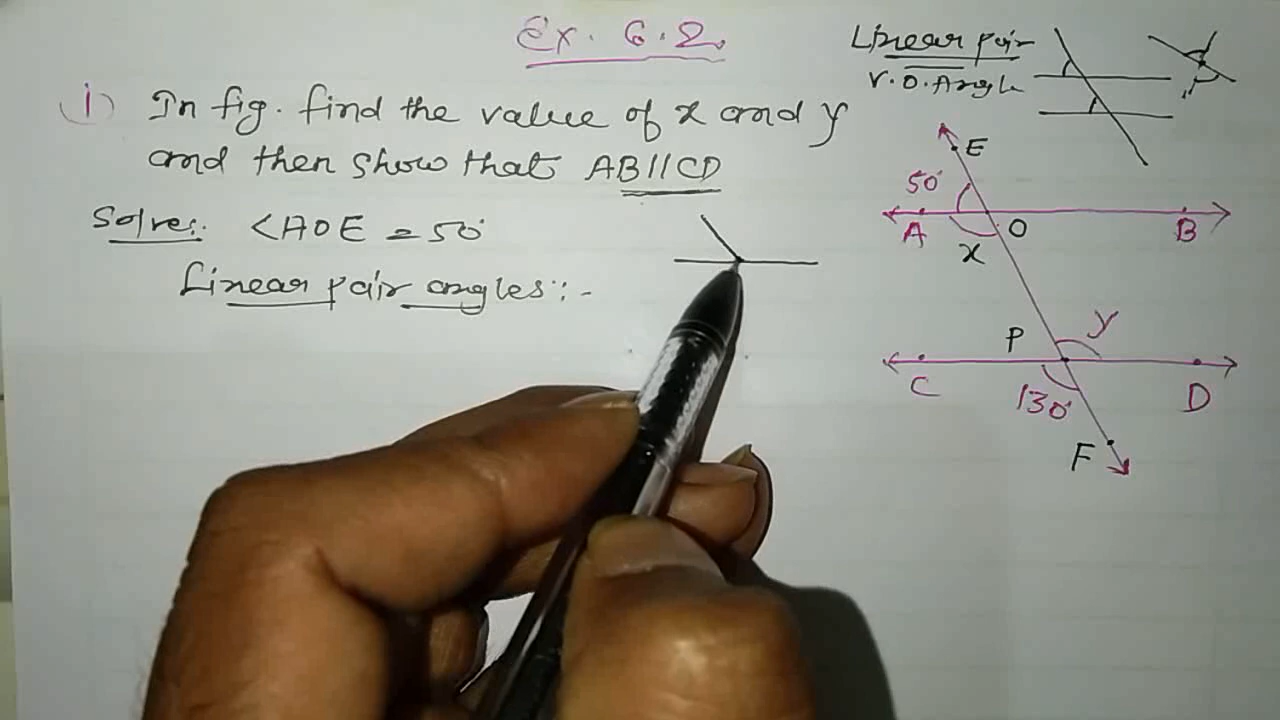 Ex. 6.2.
(i) In fig. find the value of x and y
and then show that AB//CD
Solve:. <AOE = 50°
Linear pair angles:-
Linear pair
V.O.Angle
E
50°
A
O
B
x
P
y
C
130°
D
F